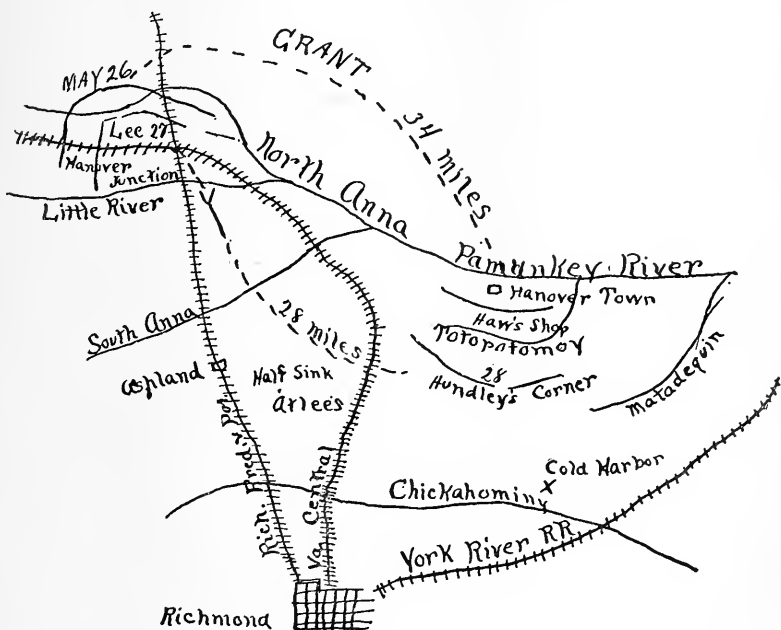 GRANT
34 miles
MAY 26
Lee 27
Hanover
Junction
North Anna
Little River
Pamunkey River
Hanover Town
Haw's Shop
Totopotomoy
28
Hundley's Corner
Matadequin
South Anna
28 miles
Ashland
Half Sink
Atlee's
Rich. Fred. & Pot.
Va. Central
Chickahominy
Cold Harbor
York River RR
Richmond